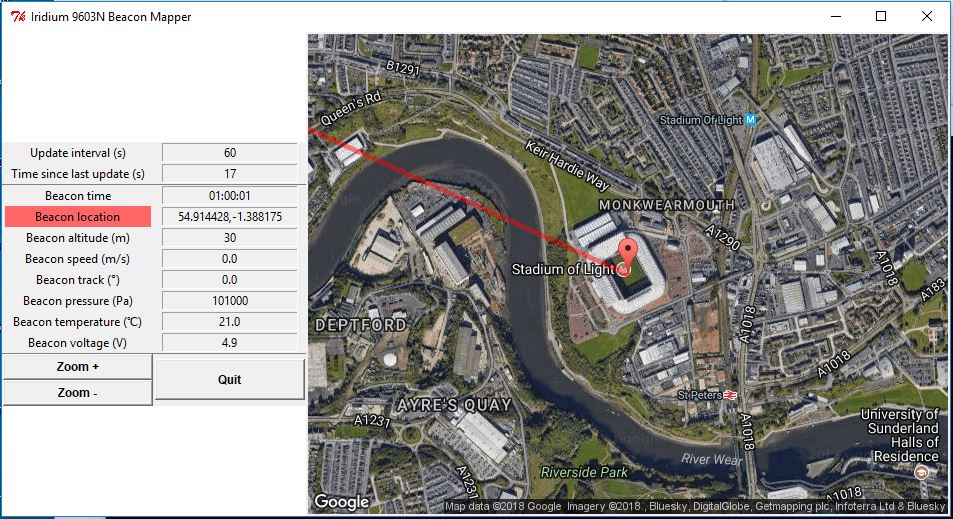 Iridium 9603N Beacon Mapper
Update interval (s) 60
Time since last update (s) 17
Beacon time 01:00:01
Beacon location 54.914428,-1.388175
Beacon altitude (m) 30
Beacon speed (m/s) 0.0
Beacon track (°) 0.0
Beacon pressure (Pa) 101000
Beacon temperature (℃) 21.0
Beacon voltage (V) 4.9
Zoom +
Zoom -
Quit
B1291
Queen's Rd
Stadium Of Light M
Keir Hardie Way
MONKWEARMOUTH
A1290
Stadium of Light
A1018
A183
DEPTFORD
A1018
A1018
St Peters
AYRE'S QUAY
A1231
A1018
University of
Sunderland
Halls of
Residence
River Wear
Riverside Park
A1231
A1018
Google
Map data ©2018 Google Imagery ©2018 , Bluesky, DigitalGlobe, Getmapping plc, Infoterra Ltd & Bluesky